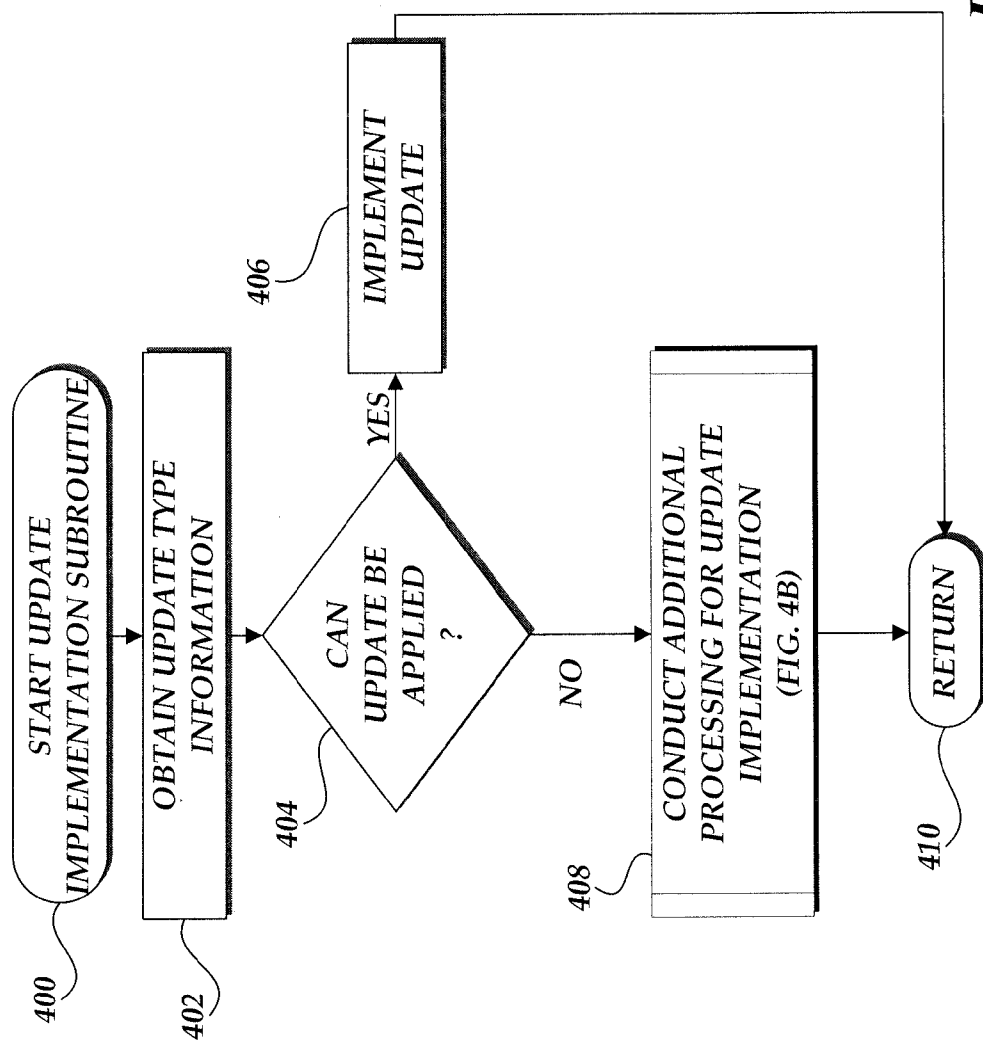 400
START UPDATE
IMPLEMENTATION SUBROUTINE
402
OBTAIN UPDATE TYPE
INFORMATION
404
CAN
UPDATE BE
APPLIED
?
YES
406
IMPLEMENT
UPDATE
NO
408
CONDUCT ADDITIONAL
PROCESSING FOR UPDATE
IMPLEMENTATION
(FIG. 4B)
RETURN
410